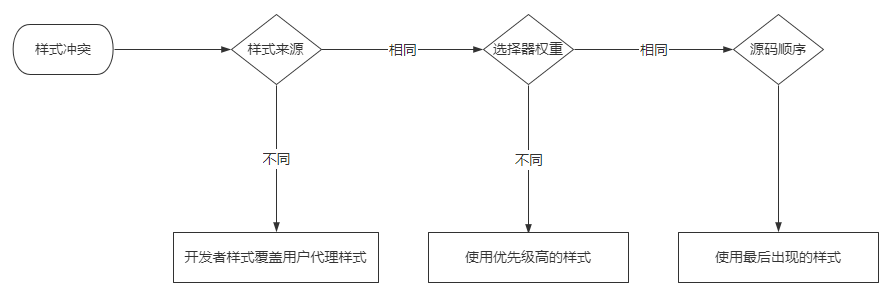 样式冲突
样式来源
相同
选择器权重
相同
源码顺序
不同
不同
开发者样式覆盖用户代理样式
使用优先级高的样式
使用最后出现的样式